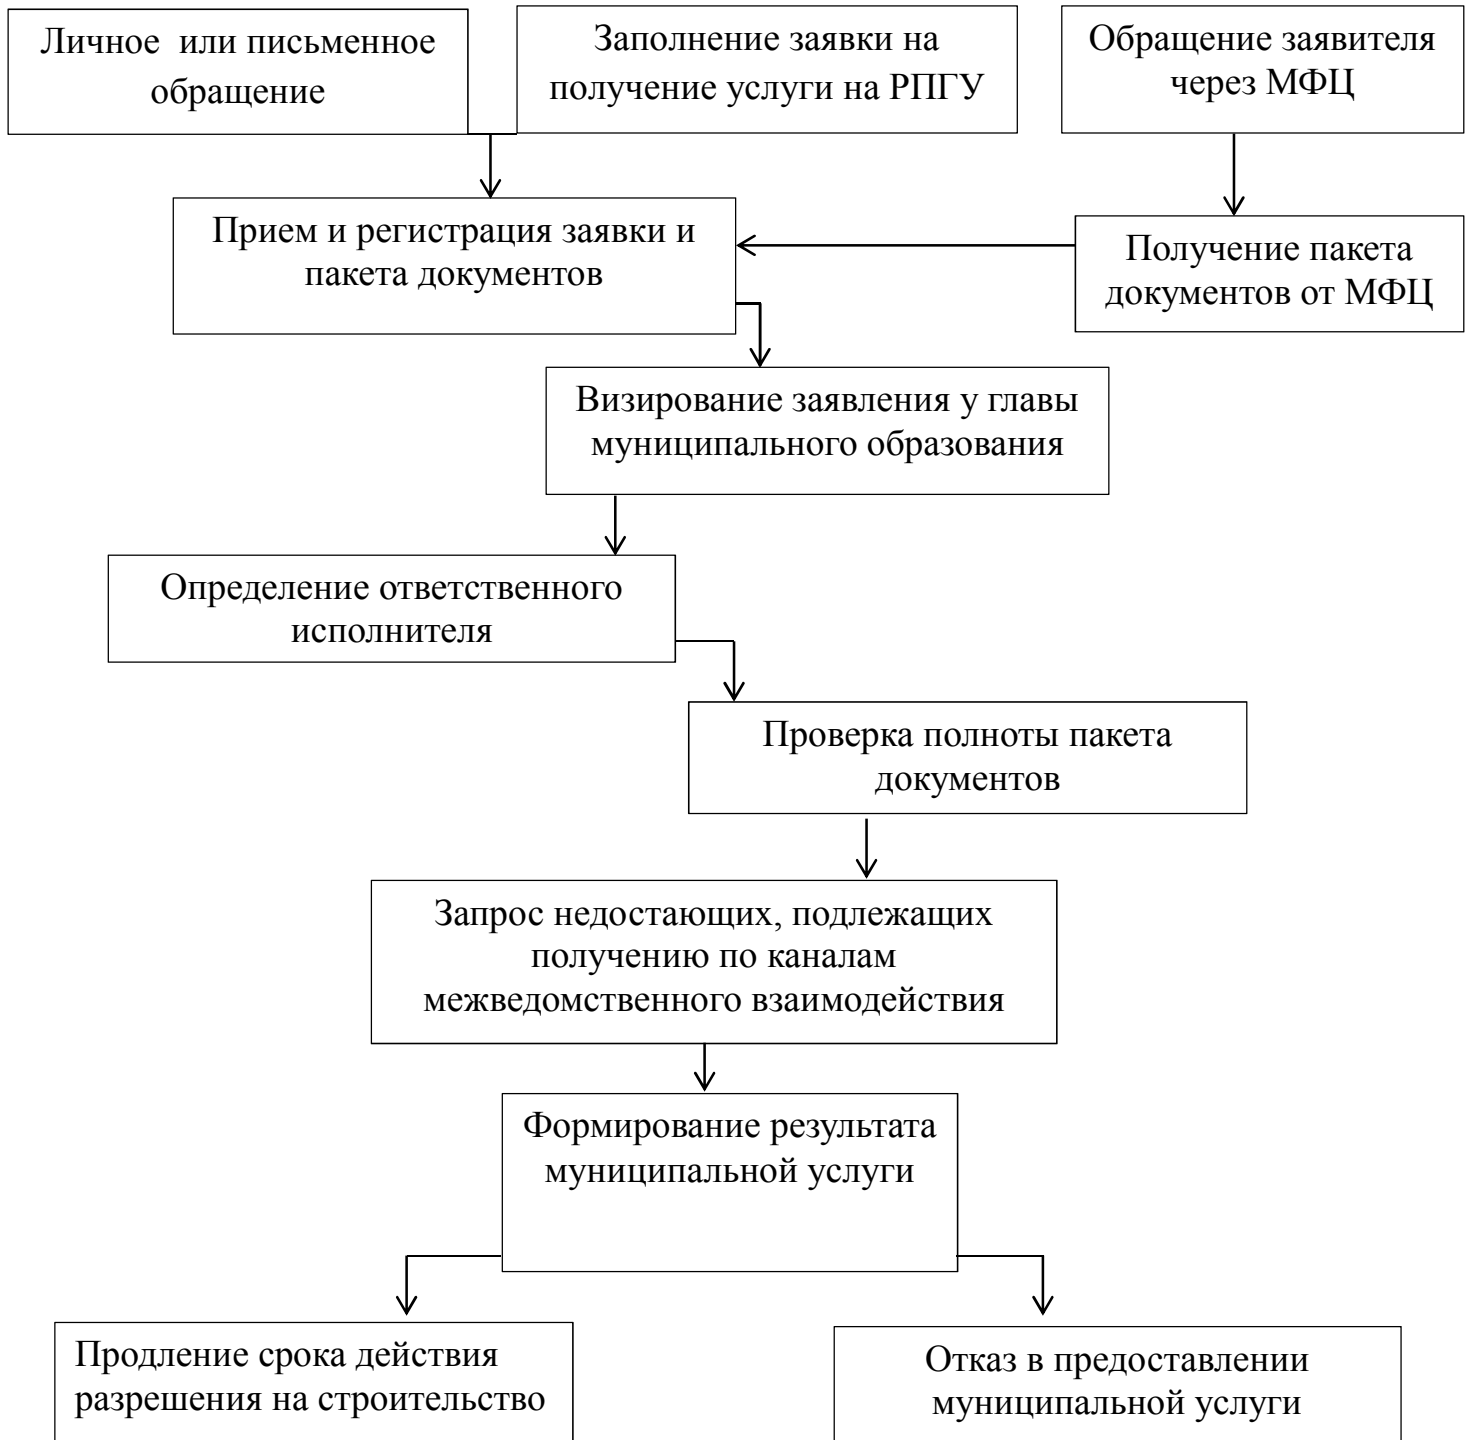 Личное или письменное
обращение
Заполнение заявки на
получение услуги на РПГУ
Обращение заявителя
через МФЦ
Прием и регистрация заявки и
пакета документов
Получение пакета
документов от МФЦ
Визирование заявления у главы
муниципального образования
Определение ответственного
исполнителя
Проверка полноты пакета
документов
Запрос недостающих, подлежащих
получению по каналам
межведомственного взаимодействия
Формирование результата
муниципальной услуги
Продление срока действия
разрешения на строительство
Отказ в предоставлении
муниципальной услуги